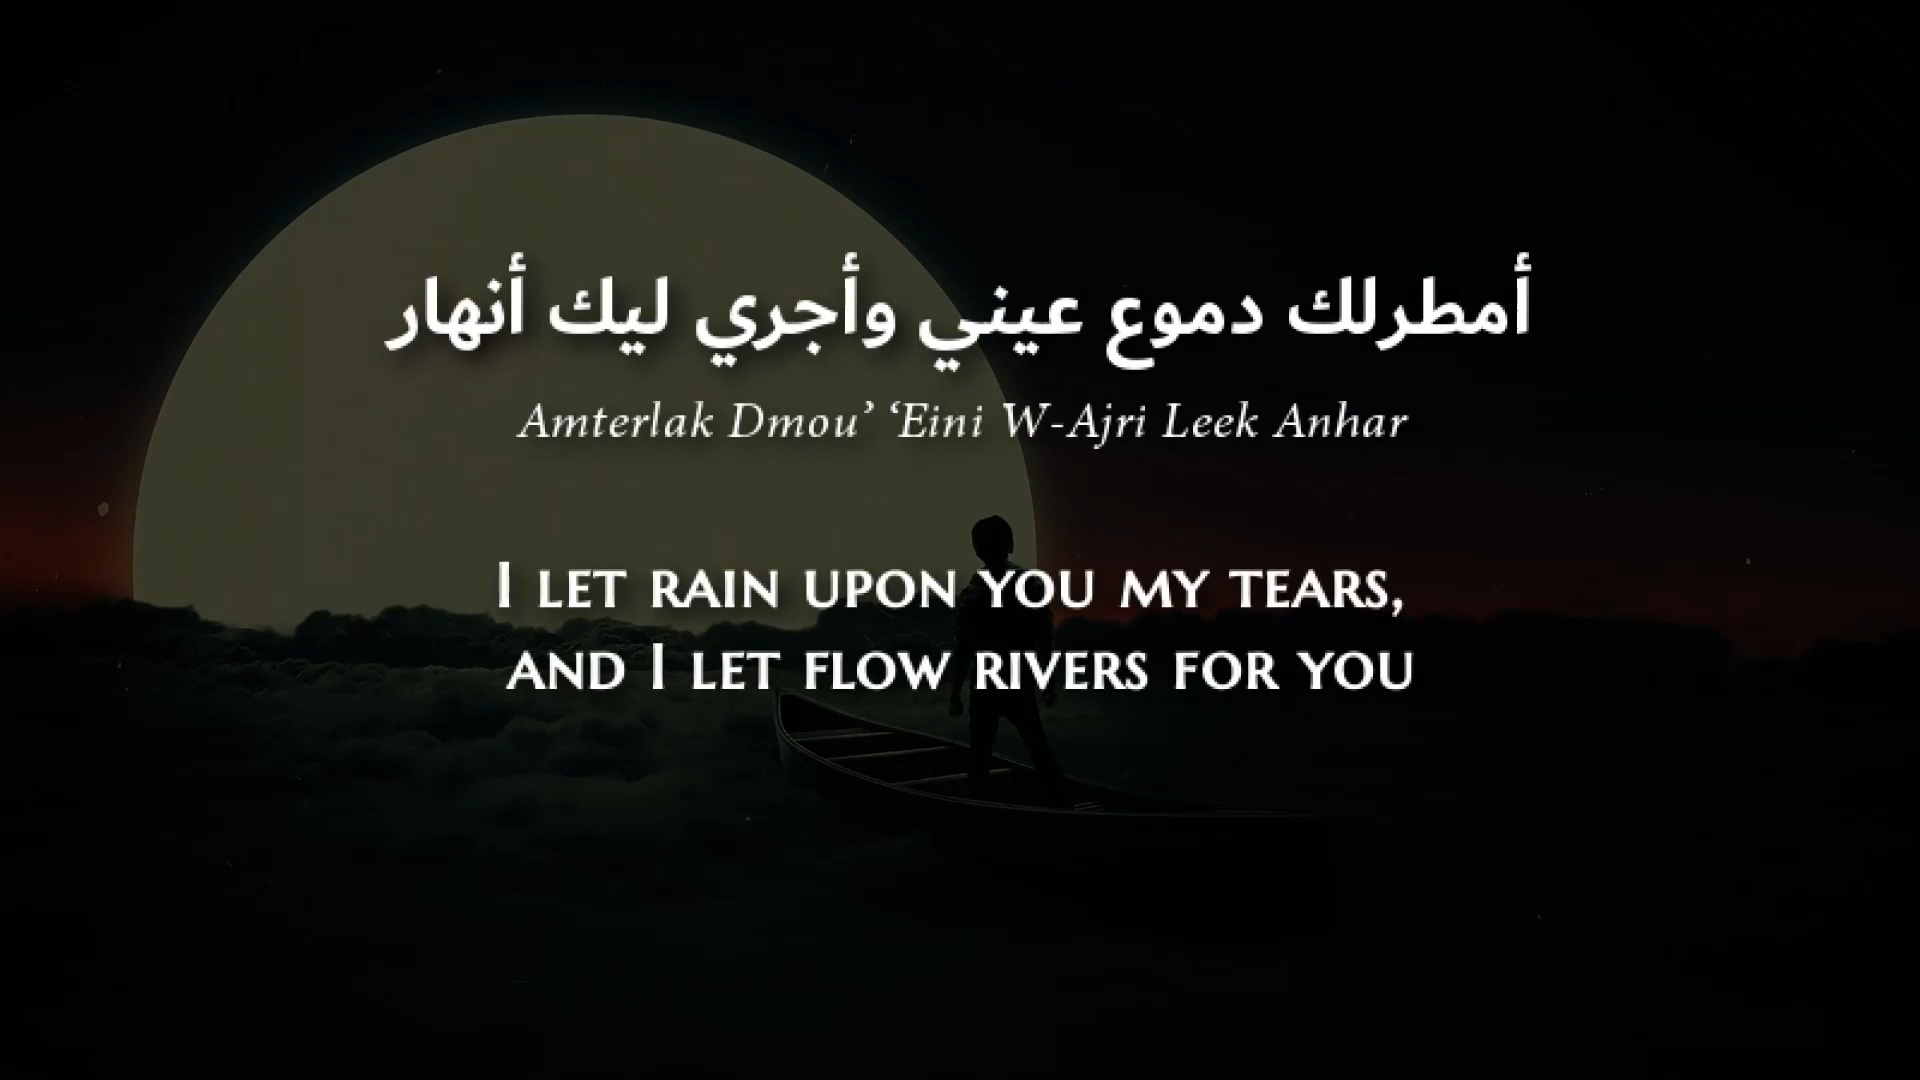 أمطرلك دموع عيني وأجري ليك أنهار
Amterlak Dmou’ ‘Eini W-Ajri Leek Anhar
I let rain upon you my tears,
and I let flow rivers for you